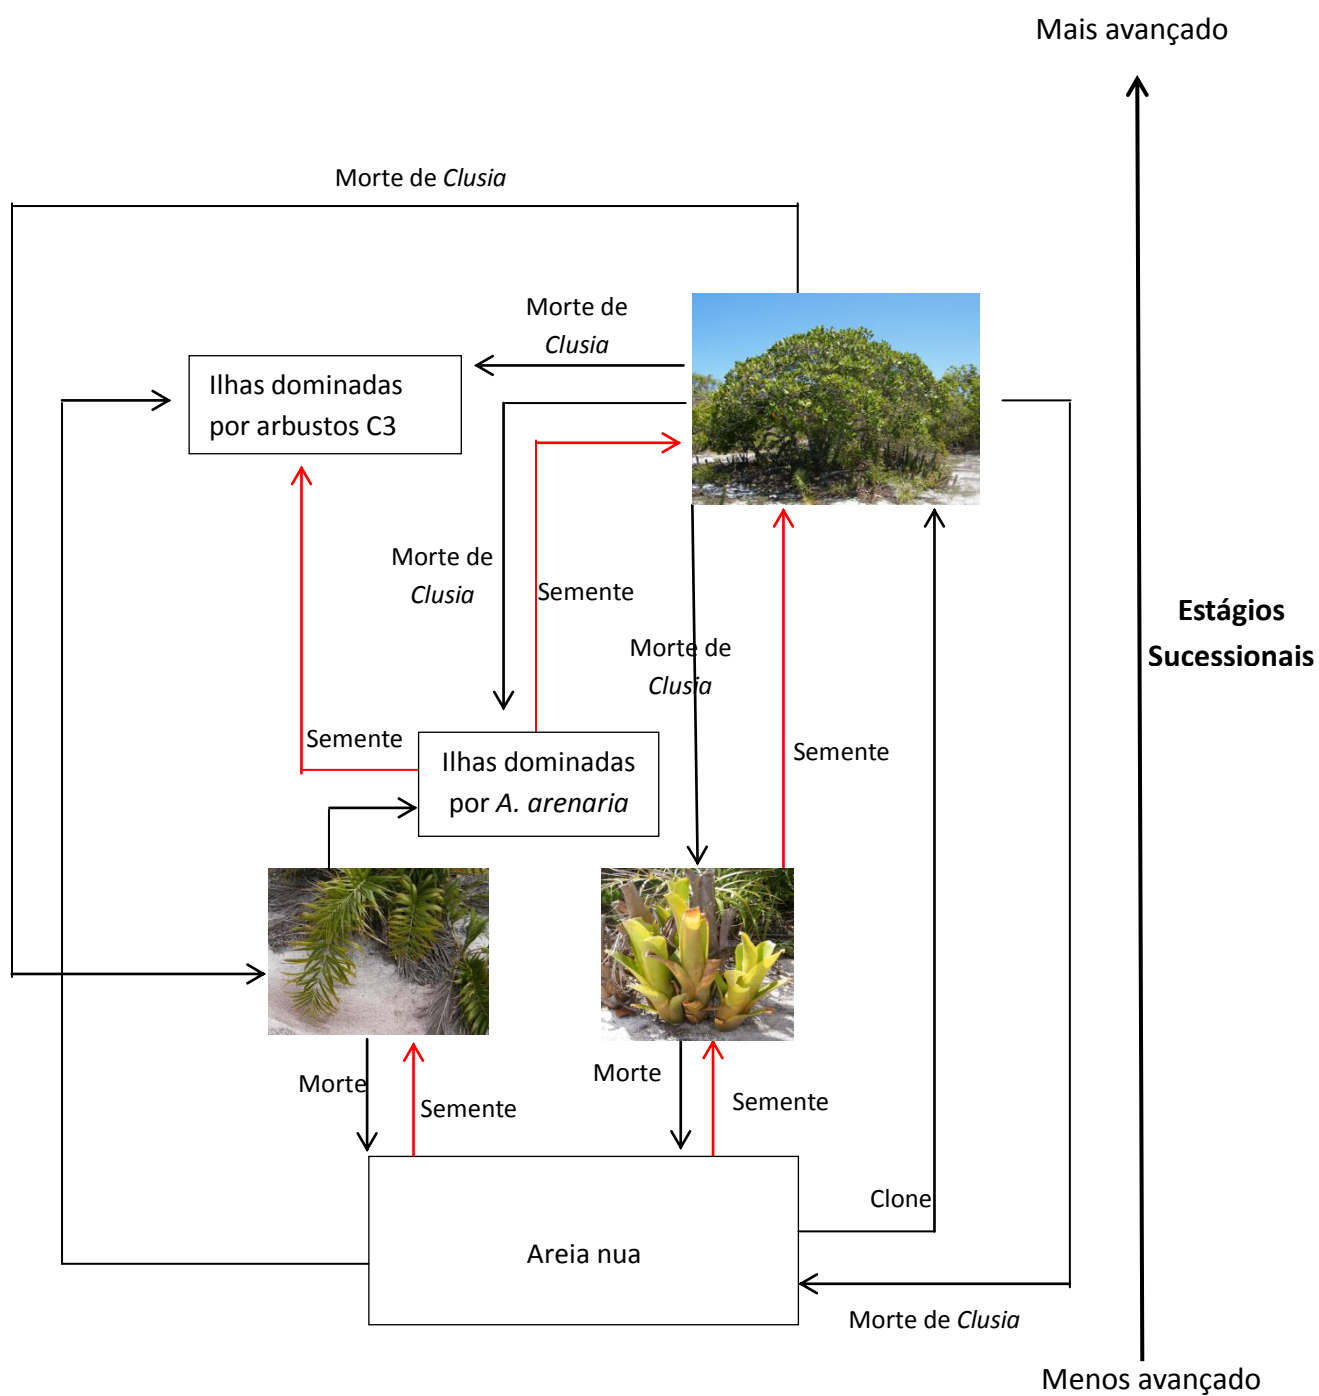 Mais avançado
Morte de Clusia
Morte de
Clusia
Ilhas dominadas
por arbustos C3
Morte de
Clusia
Semente
Estágios
Sucessionais
Morte de
Clusia
Semente
Semente
Ilhas dominadas
por A. arenaria
Morte
Semente
Morte
Semente
Clone
Areia nua
Morte de Clusia
Menos avançado